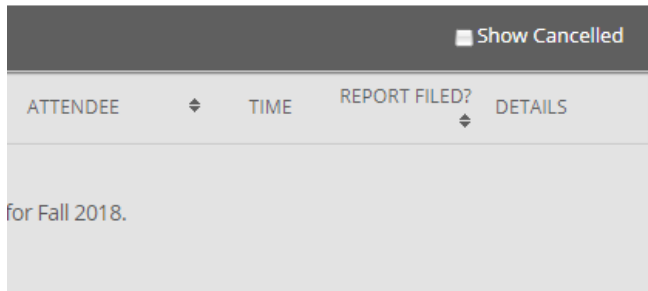 Show Cancelled
ATTENDEE TIME REPORT FILED? DETAILS
for Fall 2018.